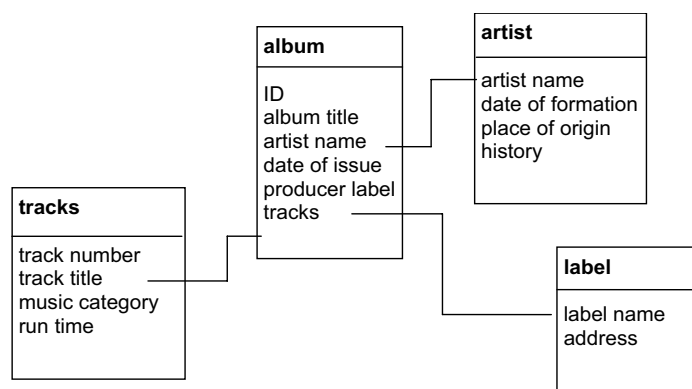 album
ID
album title
artist name
date of issue
producer label
tracks
artist
artist name
date of formation
place of origin
history
tracks
track number
track title
music category
run time
label
label name
address